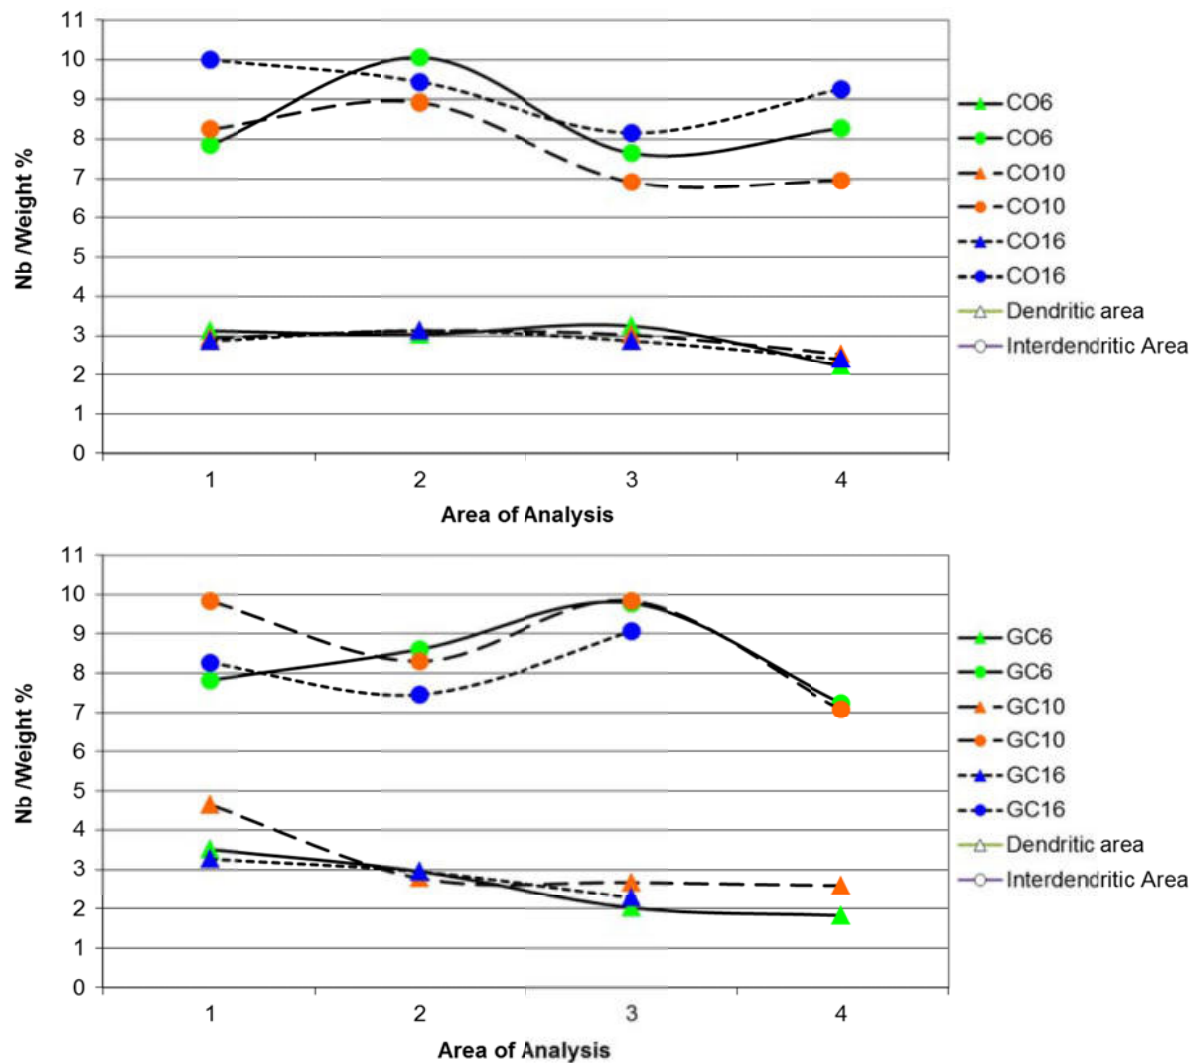 11
10
9
8
7
6
5
4
3
2
1
0
Nb /Weight %
1 2 3 4
Area of Analysis
CO6
CO6
CO10
CO10
CO16
CO16
Dendritic area
Interdendritic Area
11
10
9
8
7
6
5
4
3
2
1
0
Nb /Weight %
1 2 3 4
Area of Analysis
GC6
GC6
GC10
GC10
GC16
GC16
Dendritic area
Interdendritic Area